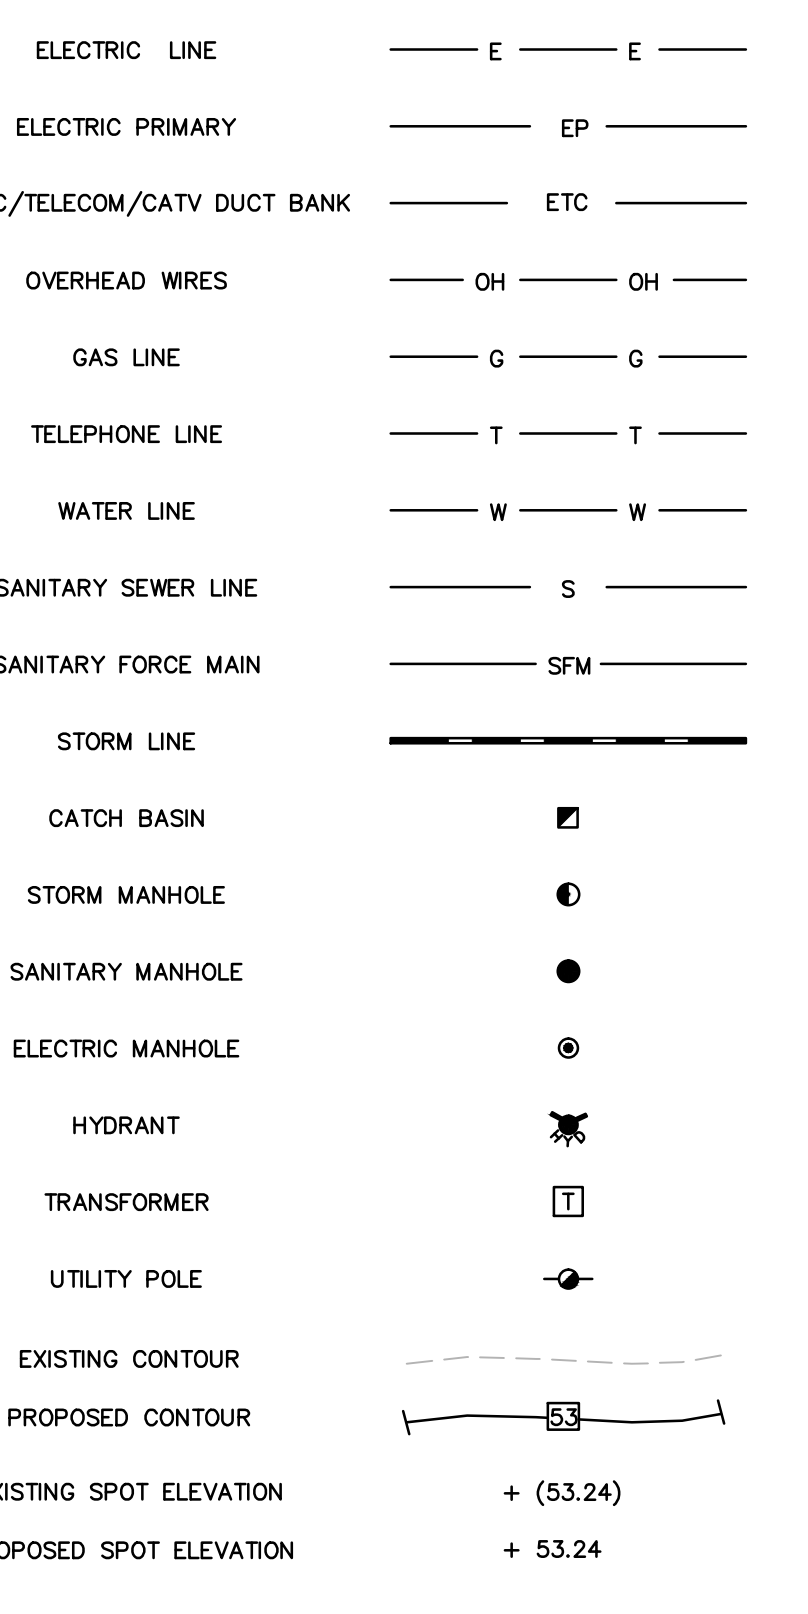 ELECTRIC LINE E E
ELECTRIC PRIMARY EP
C/TELECOM/CATV DUCT BANK ETC
OVERHEAD WIRES OH OH
GAS LINE G G
TELEPHONE LINE T T
WATER LINE W W
SANITARY SEWER LINE S
SANITARY FORCE MAIN SFM
STORM LINE
CATCH BASIN
STORM MANHOLE
SANITARY MANHOLE
ELECTRIC MANHOLE
HYDRANT HYD
TRANSFORMER T
UTILITY POLE
EXISTING CONTOUR
PROPOSED CONTOUR 53
XISTING SPOT ELEVATION + (53.24)
OPOSED SPOT ELEVATION + 53.24